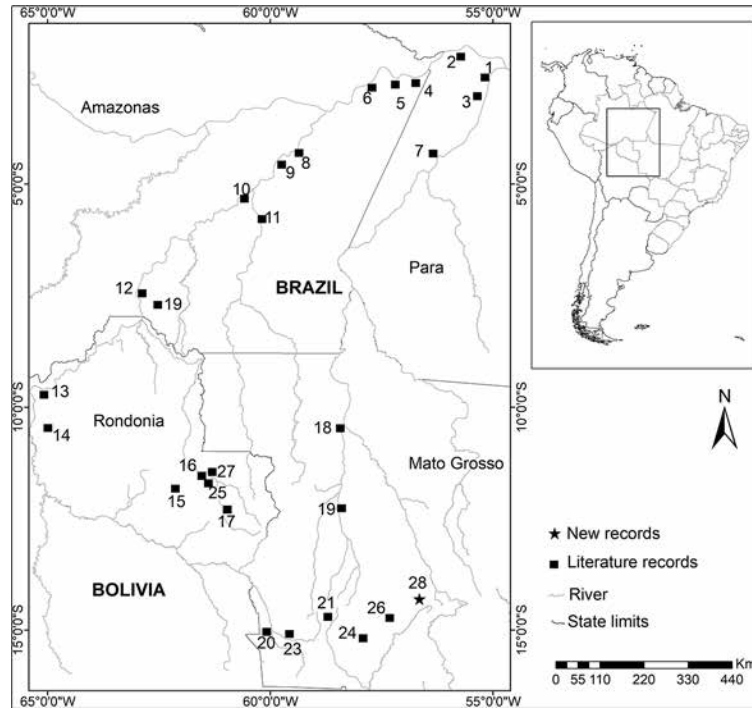 65°0'0"W 60°0'0"W 55°0'0"W
2
1
Amazonas
6
5
4
3
7
8
9
5°0'0"S
5°0'0"S
10
11
BRAZIL
Para
12
19
13
10°0'0"S
10°0'0"S
Rondonia
14
18
Mato Grosso
16
27
15
25
17
19
BOLIVIA
28
21
26
15°0'0"S
15°0'0"S
20
23
24
65°0'0"W 60°0'0"W 55°0'0"W
N
New records
Literature records
River
State limits
Km
0 55 110 220 330 440